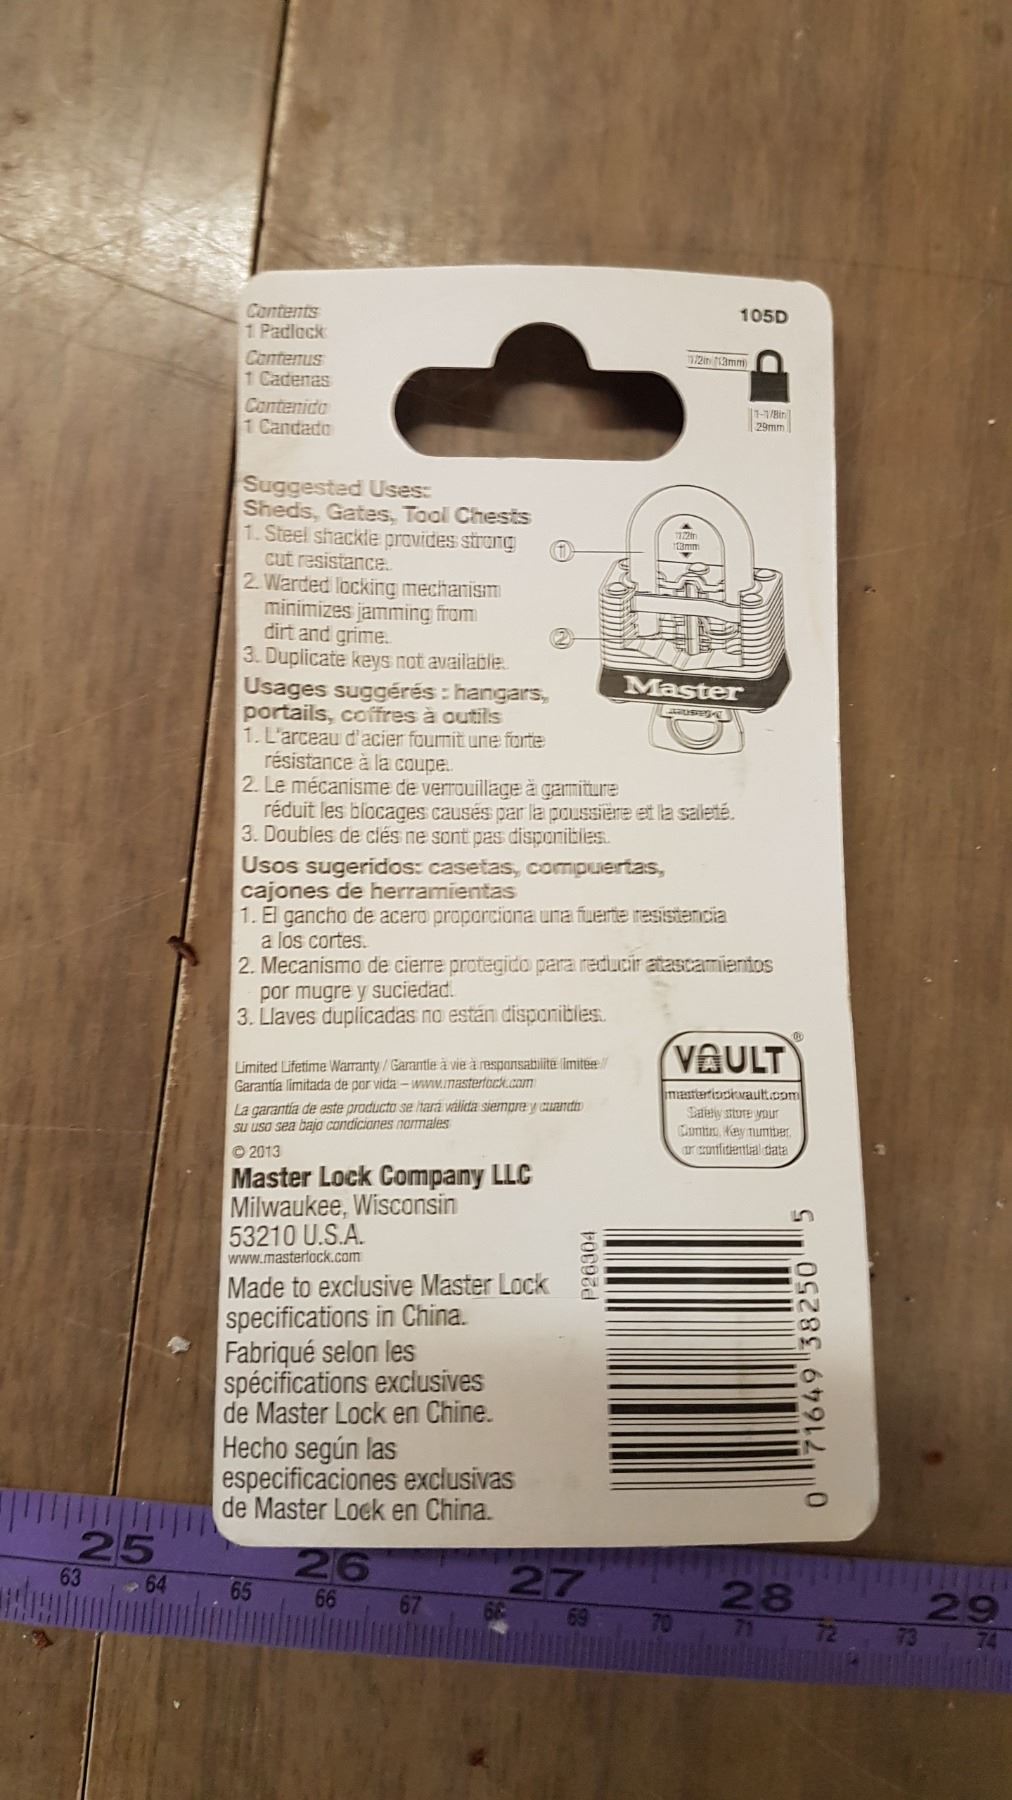 Contents
1 Padlock
Contenus
1 Cadenas
Contenido
1 Candado
105D
1/2in (13mm)
1-1/8in
29mm
Suggested Uses:
Sheds, Gates, Tool Chests
1. Steel shackle provides strong
cut resistance.
2. Warded locking mechanism
minimizes jamming from
dirt and grime.
3. Duplicate keys not available.
1
1/2in
13mm
2
Master
Usages suggérés : hangars,
portails, coffres à outils
1. L'arceau d'acier fournit une forte
résistance à la coupe.
2. Le mécanisme de verrouillage à garniture
réduit les blocages causés par la poussière et la saleté.
3. Doubles de clés ne sont pas disponibles.
Usos sugeridos: casetas, compuertas,
cajones de herramientas
1. El gancho de acero proporciona una fuerte resistencia
a los cortes.
2. Mecanismo de cierre protegido para reducir atascamientos
por mugre y suciedad.
3. Llaves duplicadas no están disponibles.
Limited Lifetime Warranty / Garantie à vie à responsabilité limitée /
Garantía limitada de por vida – www.masterlock.com
La garantía de este producto se hará válida siempre y cuando
su uso sea bajo condiciones normales
VAULT®
masterlockvault.com
Safely store your
Combo, Key number,
or confidential data
© 2013
Master Lock Company LLC
Milwaukee, Wisconsin
53210 U.S.A.
www.masterlock.com
Made to exclusive Master Lock
specifications in China.
Fabriqué selon les
spécifications exclusives
de Master Lock en Chine.
Hecho según las
especificaciones exclusivas
de Master Lock en China.
P26304
0 71649 38250 5
25 26 27 28 29
63 64 65 66 67 68 69 70 71 72 73 74